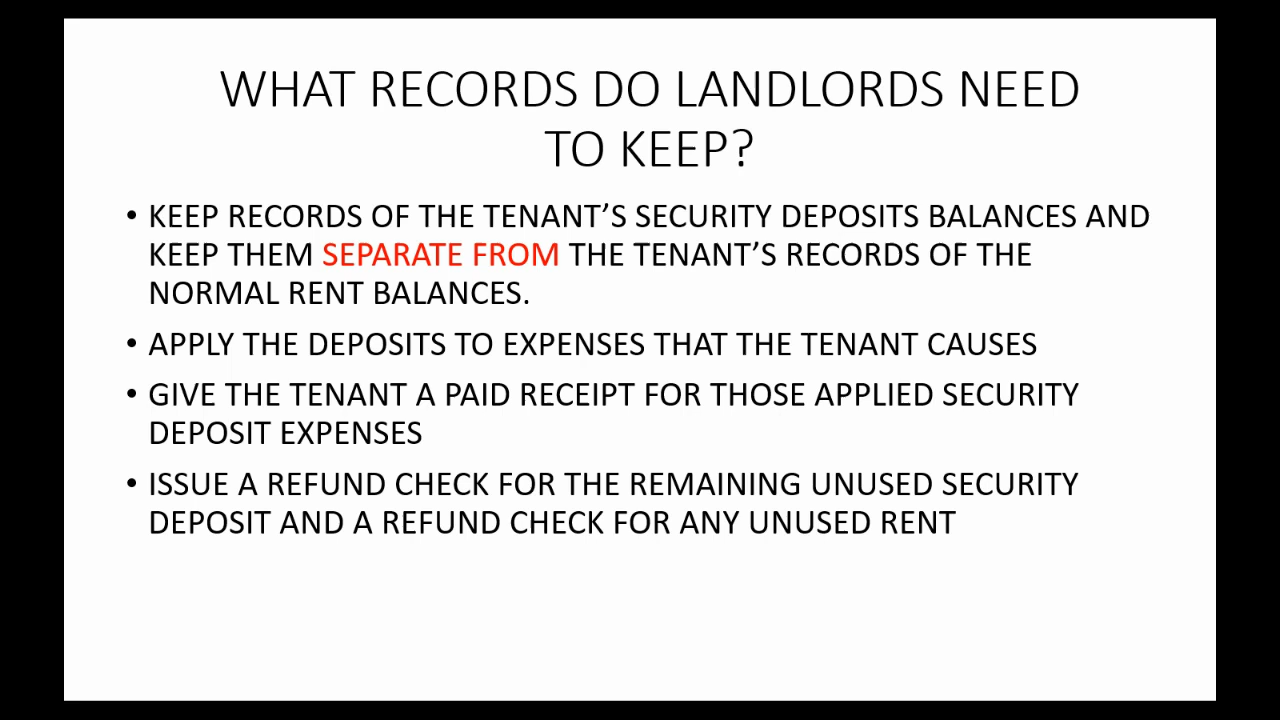 WHAT RECORDS DO LANDLORDS NEED
TO KEEP?
• KEEP RECORDS OF THE TENANT’S SECURITY DEPOSITS BALANCES AND
KEEP THEM SEPARATE FROM THE TENANT’S RECORDS OF THE
NORMAL RENT BALANCES.
• APPLY THE DEPOSITS TO EXPENSES THAT THE TENANT CAUSES
• GIVE THE TENANT A PAID RECEIPT FOR THOSE APPLIED SECURITY
DEPOSIT EXPENSES
• ISSUE A REFUND CHECK FOR THE REMAINING UNUSED SECURITY
DEPOSIT AND A REFUND CHECK FOR ANY UNUSED RENT